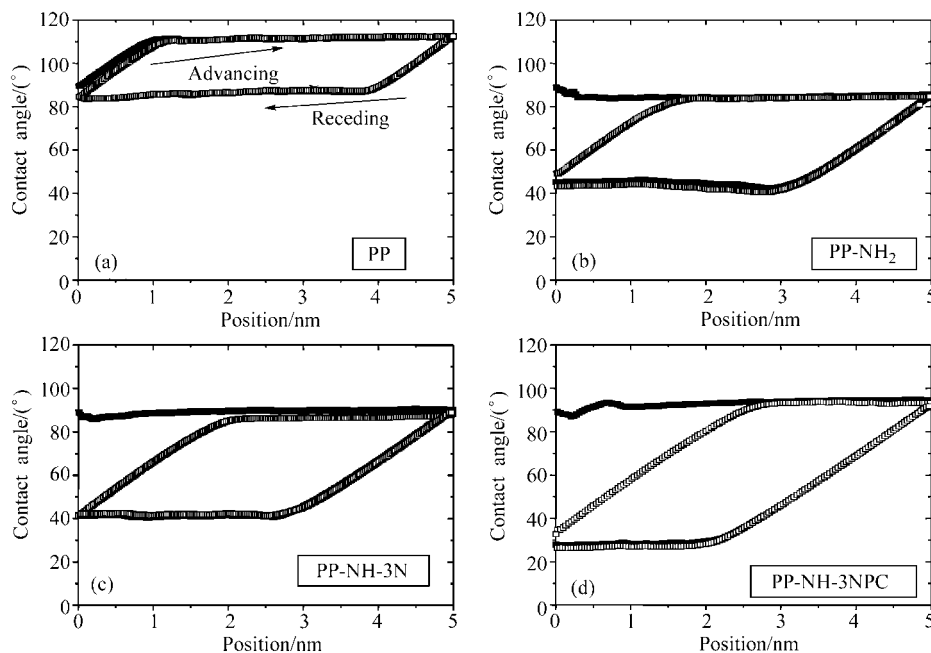 120
100
80
60
40
20
0
Contact angle/(°)
Advancing
Receding
(a)
PP
0 1 2 3 4 5
Position/nm
120
100
80
60
40
20
0
Contact angle/(°)
(b)
PP-NH₂
0 1 2 3 4 5
Position/nm
120
100
80
60
40
20
0
Contact angle/(°)
(c)
PP-NH-3N
0 1 2 3 4 5
Position/nm
120
100
80
60
40
20
0
Contact angle/(°)
(d)
PP-NH-3NPC
0 1 2 3 4 5
Position/nm